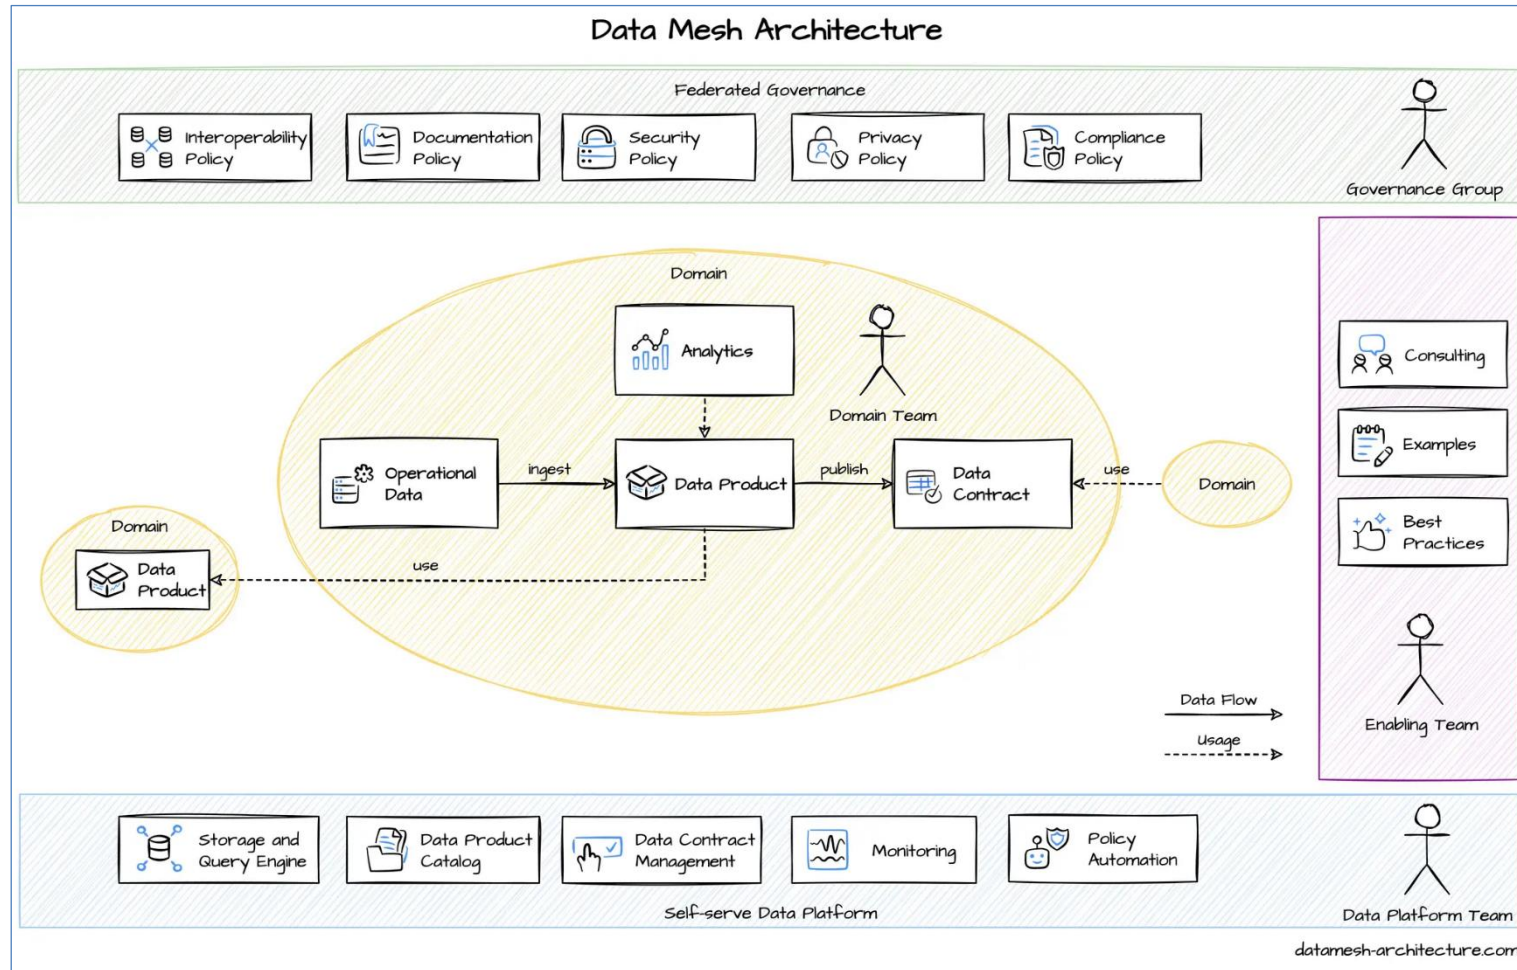 Data Mesh Architecture
Federated Governance
Interoperability
Policy
Documentation
Policy
Security
Policy
Privacy
Policy
Compliance
Policy
Governance Group
Domain
Analytics
Domain Team
Operational
Data
ingest
Data Product
publish
Data
Contract
use
Domain
Domain
Data
Product
use
Consulting
Examples
Best
Practices
Enabling Team
Data Flow
Usage
Storage and
Query Engine
Data Product
Catalog
Data Contract
Management
Monitoring
Policy
Automation
Self-serve Data Platform
Data Platform Team
datamesh-architecture.com